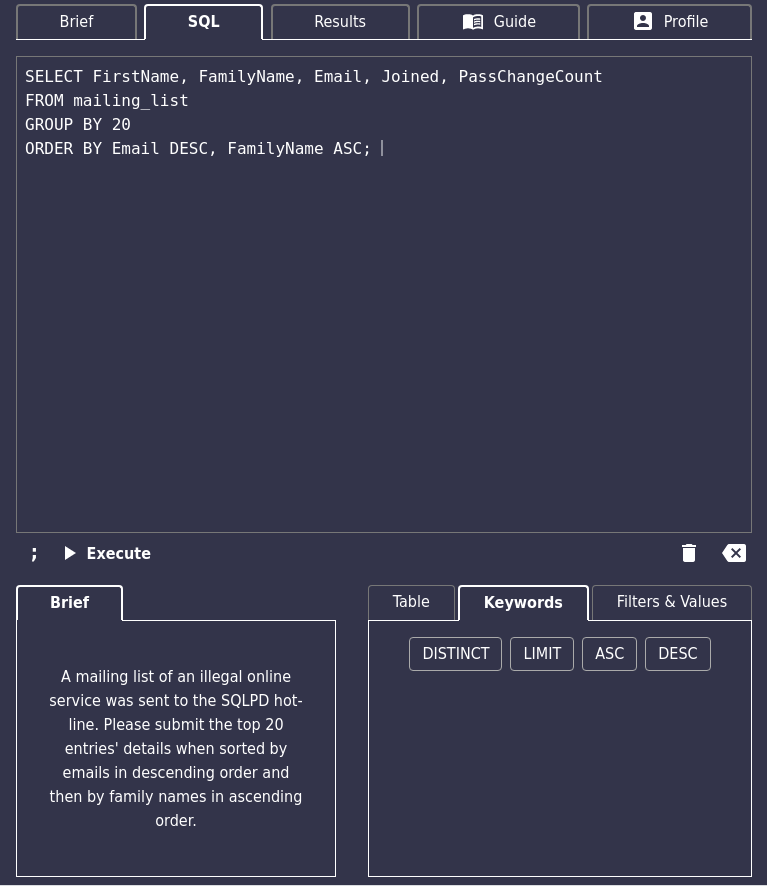 Brief
SQL
Results
Guide
Profile
SELECT FirstName, FamilyName, Email, Joined, PassChangeCount
FROM mailing_list
GROUP BY 20
ORDER BY Email DESC, FamilyName ASC;
;
Execute
Brief
A mailing list of an illegal online
service was sent to the SQLPD hot-
line. Please submit the top 20
entries' details when sorted by
emails in descending order and
then by family names in ascending
order.
Table
Keywords
Filters & Values
DISTINCT
LIMIT
ASC
DESC